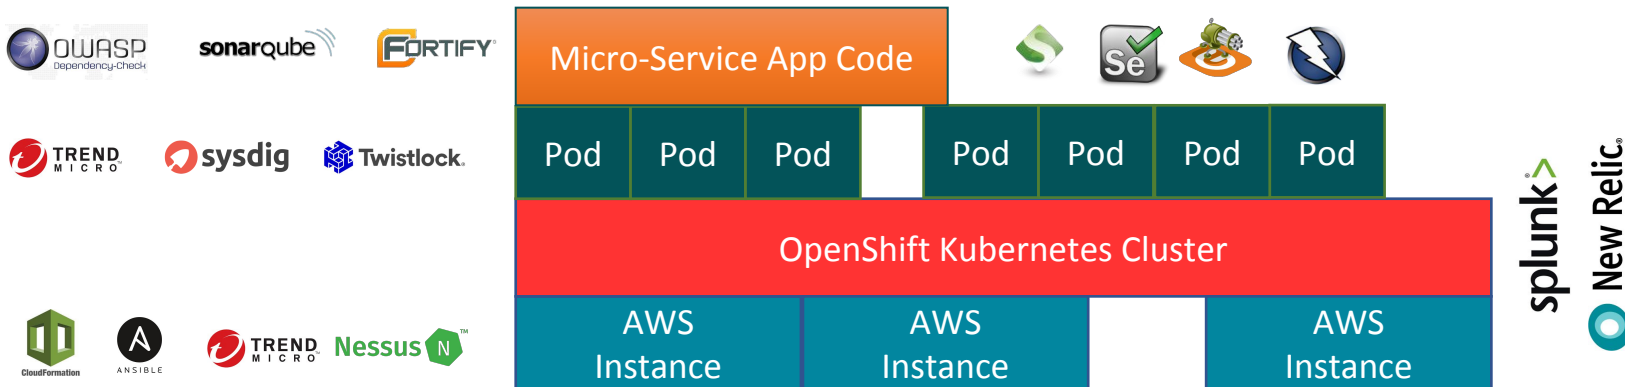 OWASP
Dependency-Check
sonarqube
FORTIFY
Micro-Service App Code
S
Se
TREND
MICRO
sysdig
Twistlock
Pod
Pod
Pod
Pod
Pod
Pod
Pod
OpenShift Kubernetes Cluster
splunk>
New Relic
CloudFormation
A
ANSIBLE
TREND
MICRO
Nessus N ™
AWS
Instance
AWS
Instance
AWS
Instance